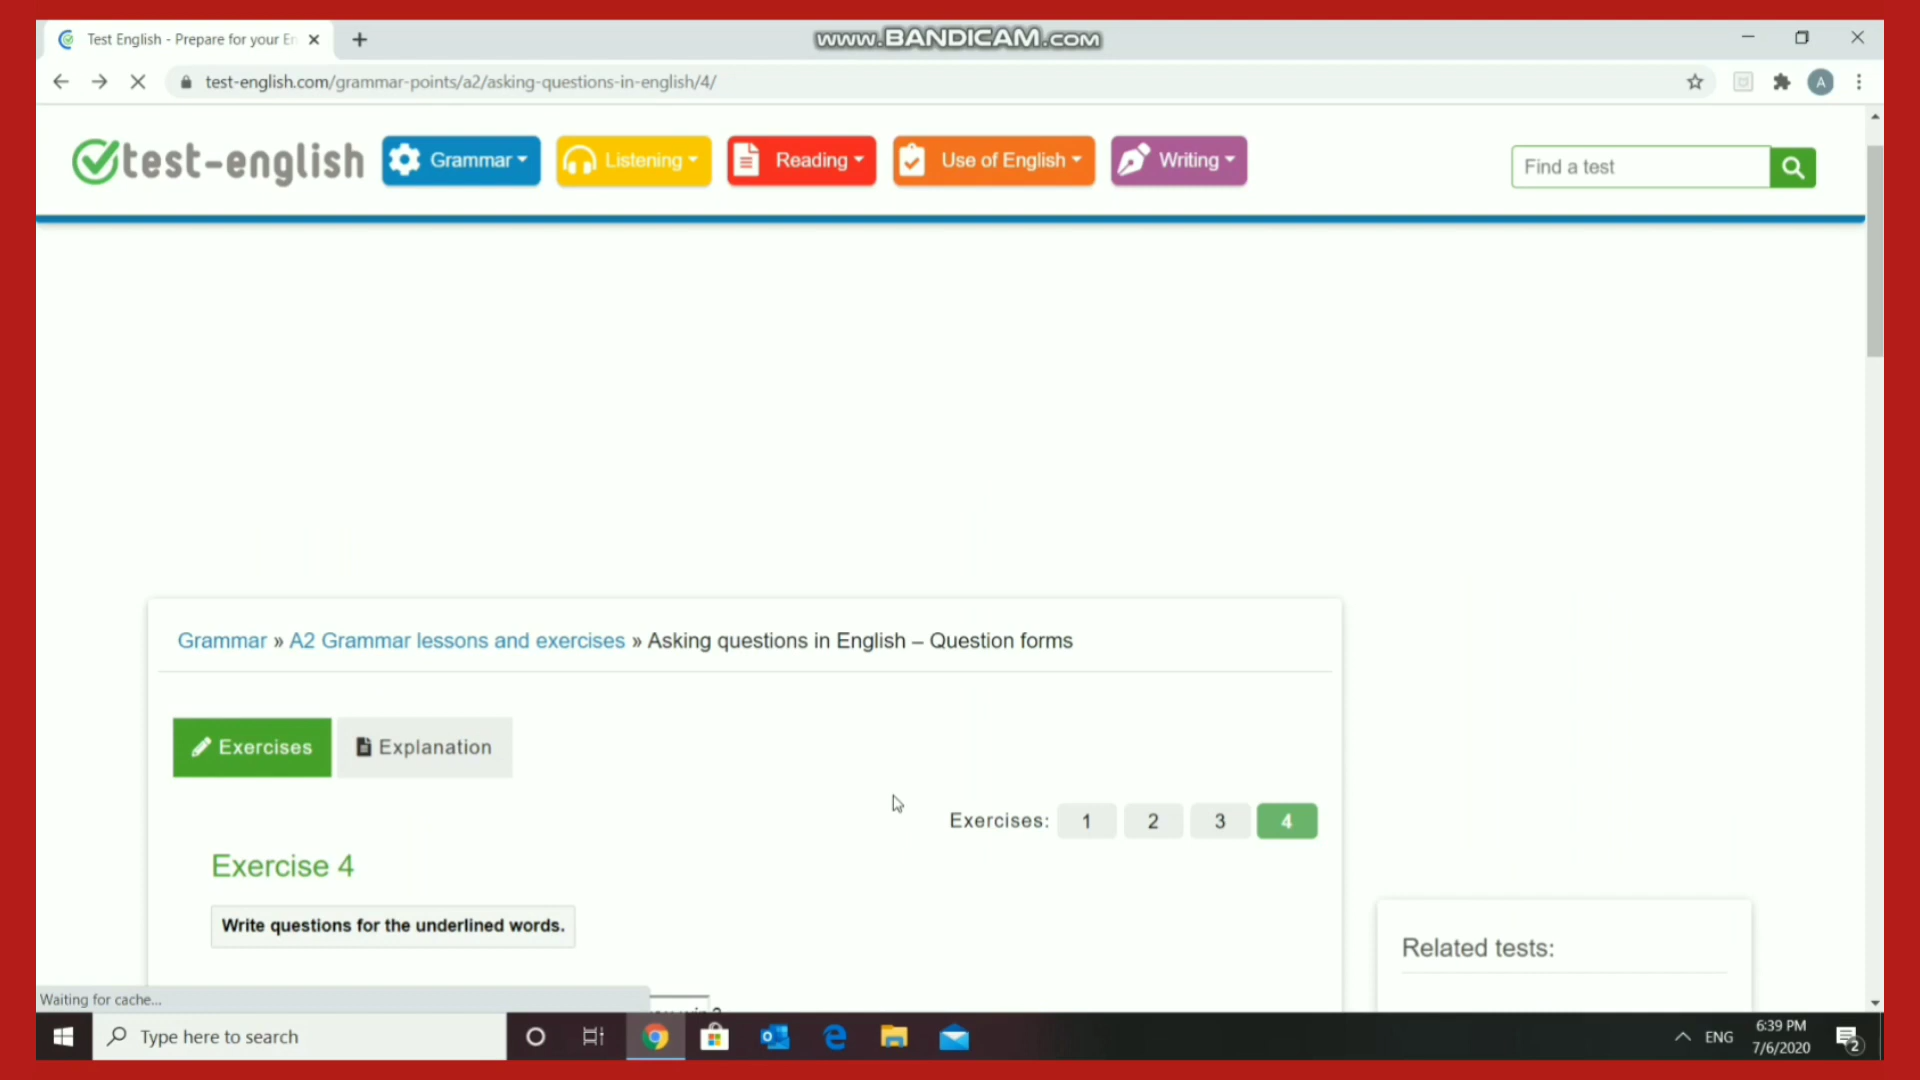 Test English - Prepare for your En
www.BANDICAM.com
test-english.com/grammar-points/a2/asking-questions-in-english/4/
A
test-english
Grammar
Listening
Reading
Use of English
Writing
Find a test
Grammar » A2 Grammar lessons and exercises » Asking questions in English – Question forms
Exercises
Explanation
Exercises: 1 2 3 4
Exercise 4
Write questions for the underlined words.
Related tests:
Waiting for cache...
Type here to search
ENG
6:39 PM
7/6/2020
2